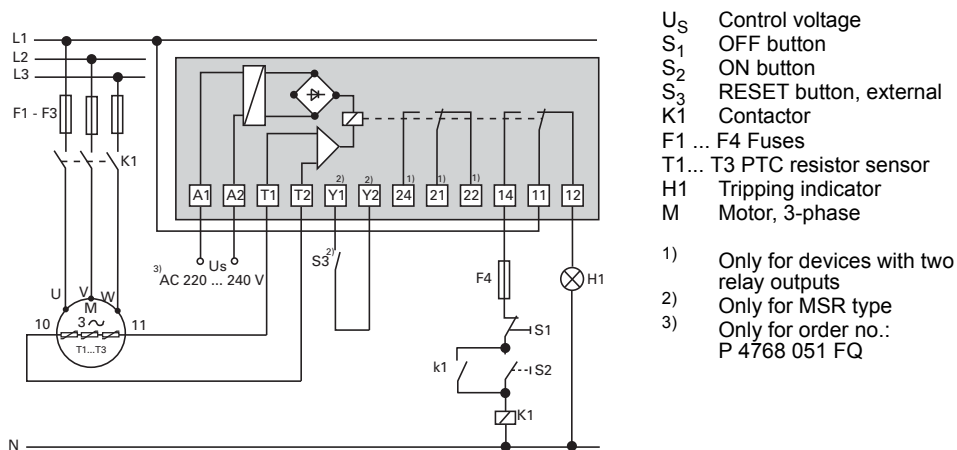 L1
L2
L3
F1 - F3
K1
A1 A2 T1 T2 Y1 Y2 24 21 22 14 11 12
2) 2) 1) 1) 1)
Us
3) AC 220 ... 240 V
S3 2)
F4
H1
S1
k1
S2
K1
U V W
M
3
10 11
T1...T3
N
US Control voltage
S1 OFF button
S2 ON button
S3 RESET button, external
K1 Contactor
F1 ... F4 Fuses
T1... T3 PTC resistor sensor
H1 Tripping indicator
M Motor, 3-phase
1) Only for devices with two
relay outputs
2) Only for MSR type
3) Only for order no.:
P 4768 051 FQ